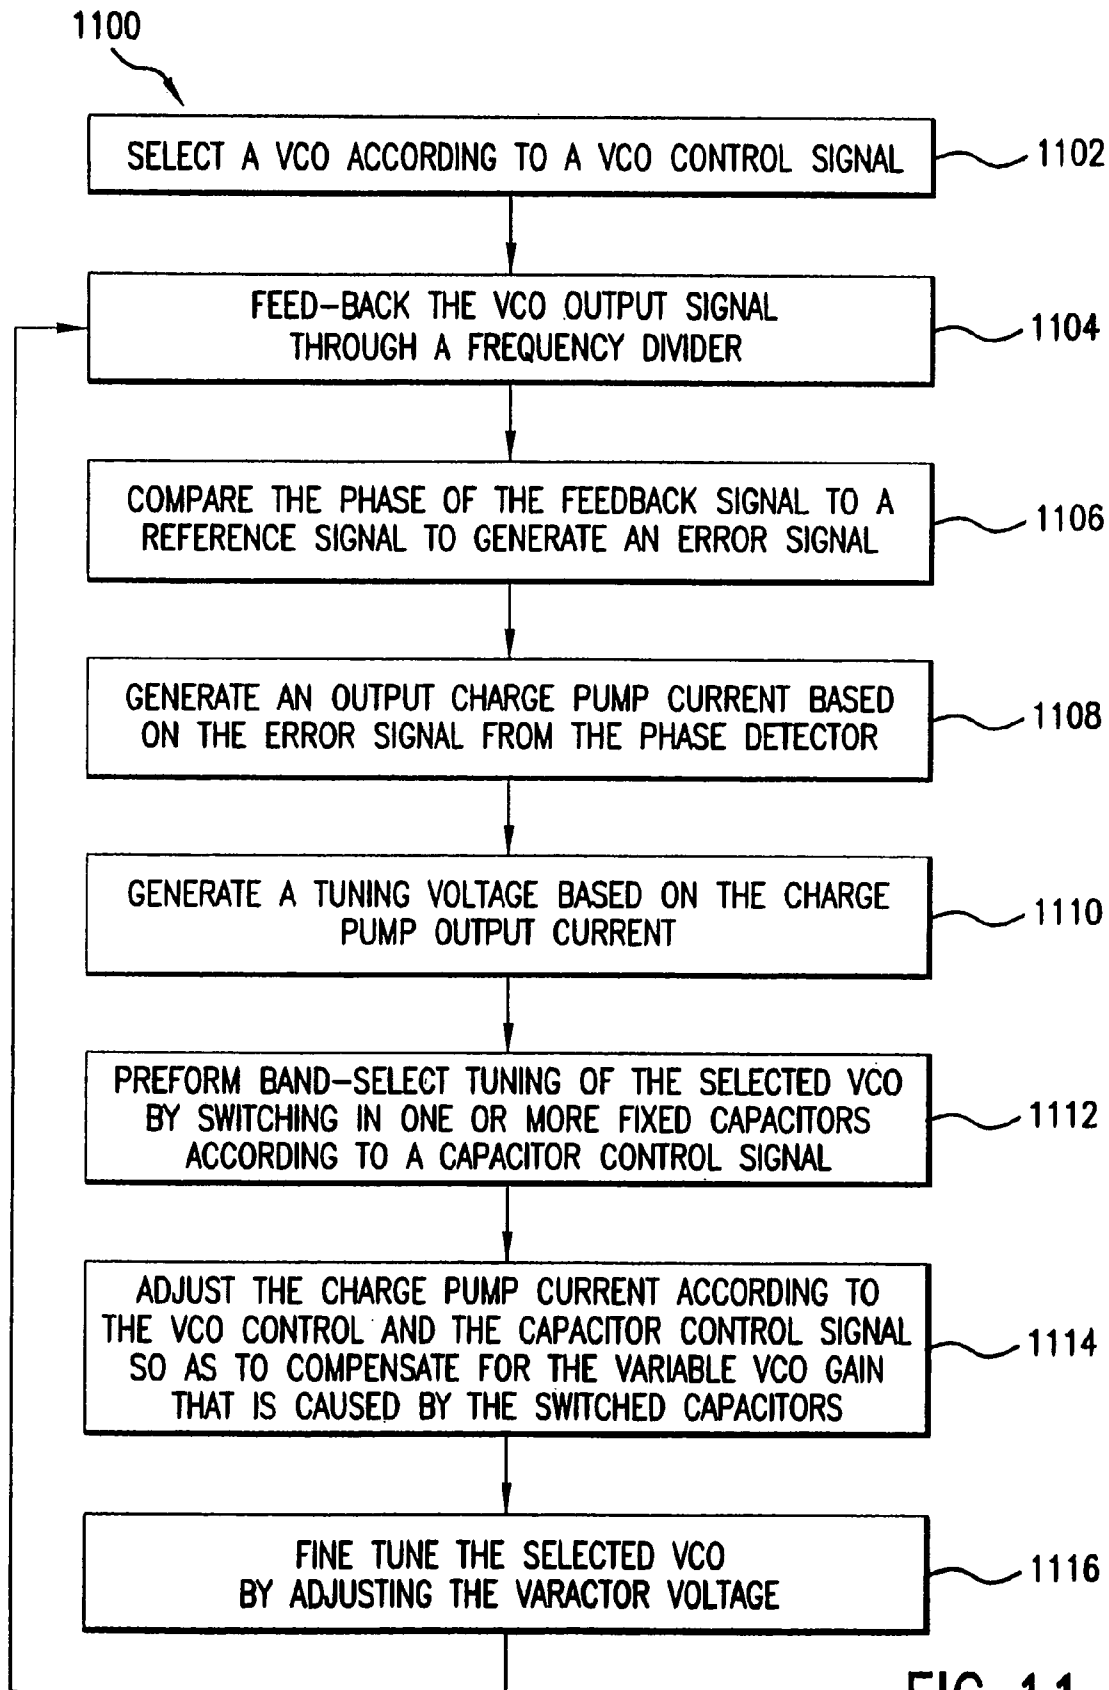 1100
SELECT A VCO ACCORDING TO A VCO CONTROL SIGNAL
1102
FEED-BACK THE VCO OUTPUT SIGNAL
THROUGH A FREQUENCY DIVIDER
1104
COMPARE THE PHASE OF THE FEEDBACK SIGNAL TO A
REFERENCE SIGNAL TO GENERATE AN ERROR SIGNAL
1106
GENERATE AN OUTPUT CHARGE PUMP CURRENT BASED
ON THE ERROR SIGNAL FROM THE PHASE DETECTOR
1108
GENERATE A TUNING VOLTAGE BASED ON THE CHARGE
PUMP OUTPUT CURRENT
1110
PREFORM BAND-SELECT TUNING OF THE SELECTED VCO
BY SWITCHING IN ONE OR MORE FIXED CAPACITORS
ACCORDING TO A CAPACITOR CONTROL SIGNAL
1112
ADJUST THE CHARGE PUMP CURRENT ACCORDING TO
THE VCO CONTROL AND THE CAPACITOR CONTROL SIGNAL
SO AS TO COMPENSATE FOR THE VARIABLE VCO GAIN
THAT IS CAUSED BY THE SWITCHED CAPACITORS
1114
FINE TUNE THE SELECTED VCO
BY ADJUSTING THE VARACTOR VOLTAGE
1116
FIG. 11